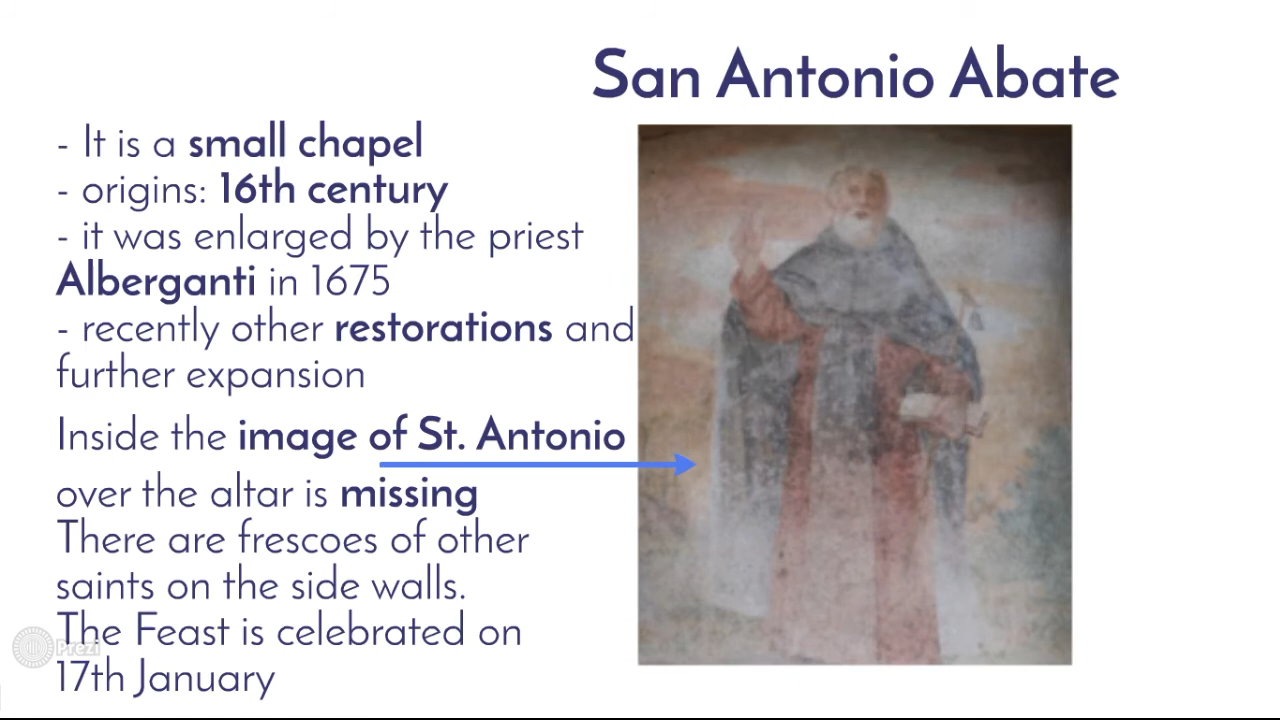 San Antonio Abate
- It is a small chapel
- origins: 16th century
- it was enlarged by the priest
Alberganti in 1675
- recently other restorations and
further expansion
Inside the image of St. Antonio
over the altar is missing
There are frescoes of other
saints on the side walls.
The Feast is celebrated on
17th January
Prezi